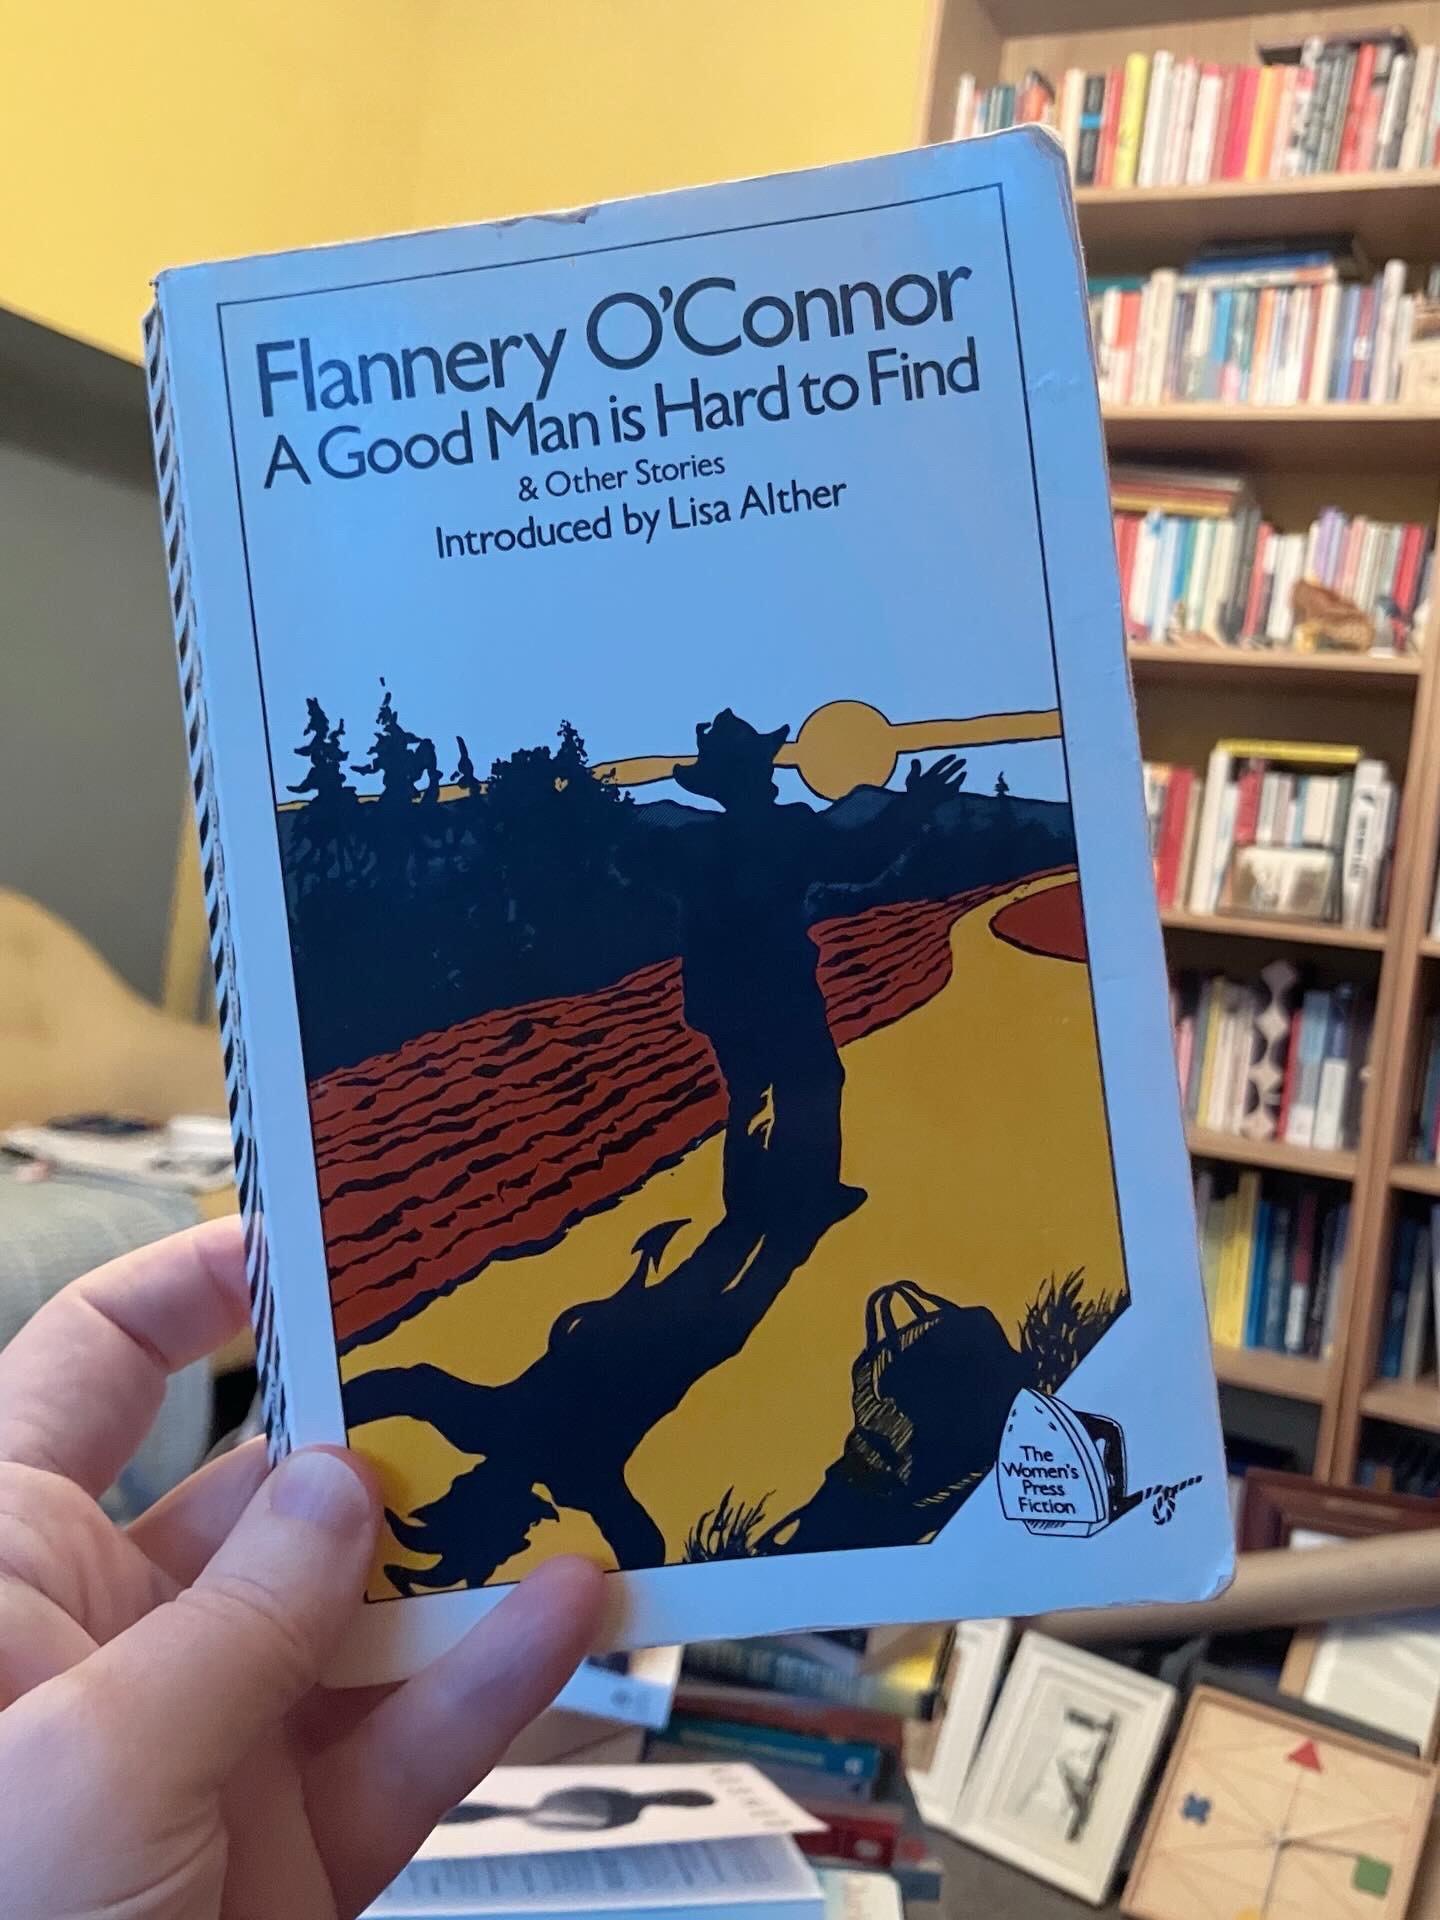 Flannery O'Connor
A Good Man is Hard to Find
& Other Stories
Introduced by Lisa Alther
The
Women's
Press
Fiction